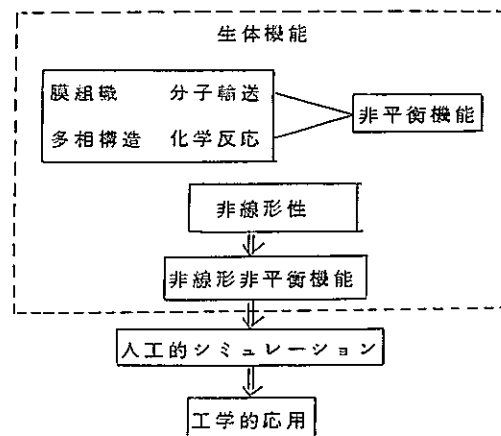 生体機能
膜組織 分子輸送
多相構造 化学反応
非平衡機能
非線形性
非線形非平衡機能
人工的シミュレーション
工学的応用